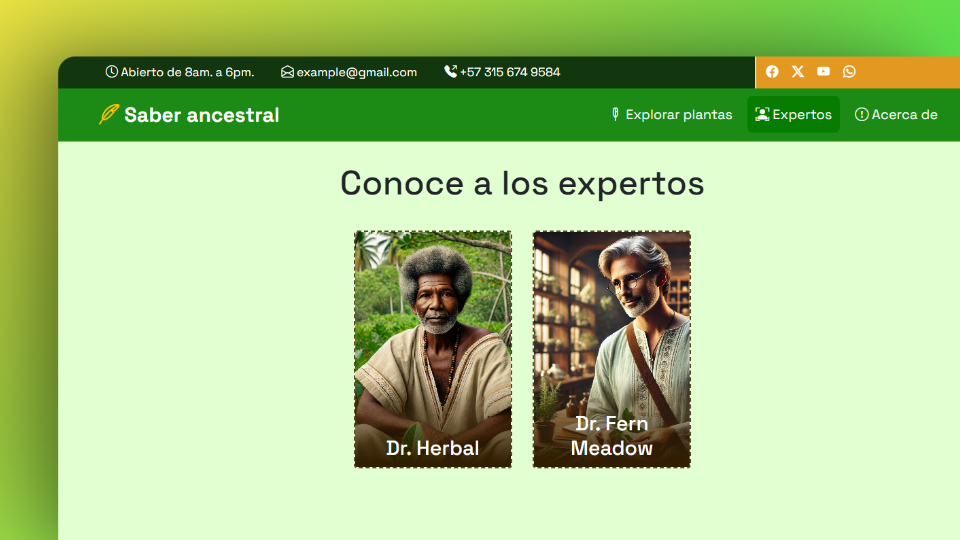 Abierto de 8am. a 6pm. example@gmail.com +57 315 674 9584
Saber ancestral Explorar plantas Expertos Acerca de
Conoce a los expertos
Dr. Herbal
Dr. Fern
Meadow